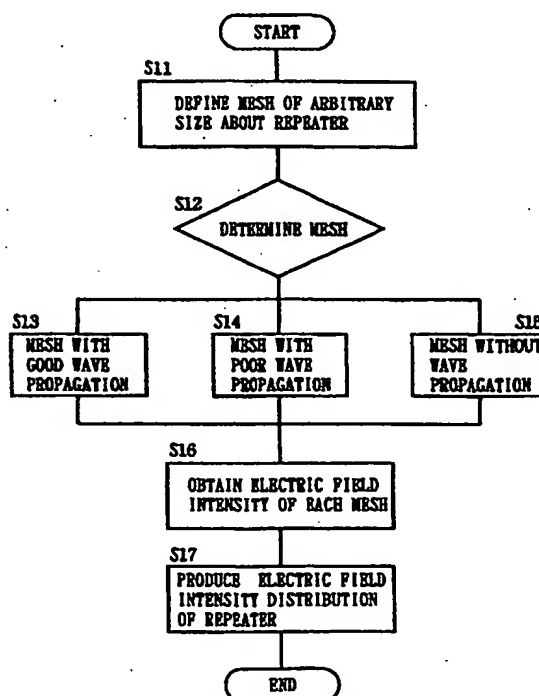 START
S11
DEFINE MESH OF ARBITRARY
SIZE ABOUT REPEATER
S12
DETERMINE MESH
S13
MESH WITH
GOOD WAVE
PROPAGATION
S14
MESH WITH
POOR WAVE
PROPAGATION
S15
MESH WITHOUT
WAVE
PROPAGATION
S16
OBTAIN ELECTRIC FIELD
INTENSITY OF EACH MESH
S17
PRODUCE ELECTRIC FIELD
INTENSITY DISTRIBUTION
OF REPEATER
END